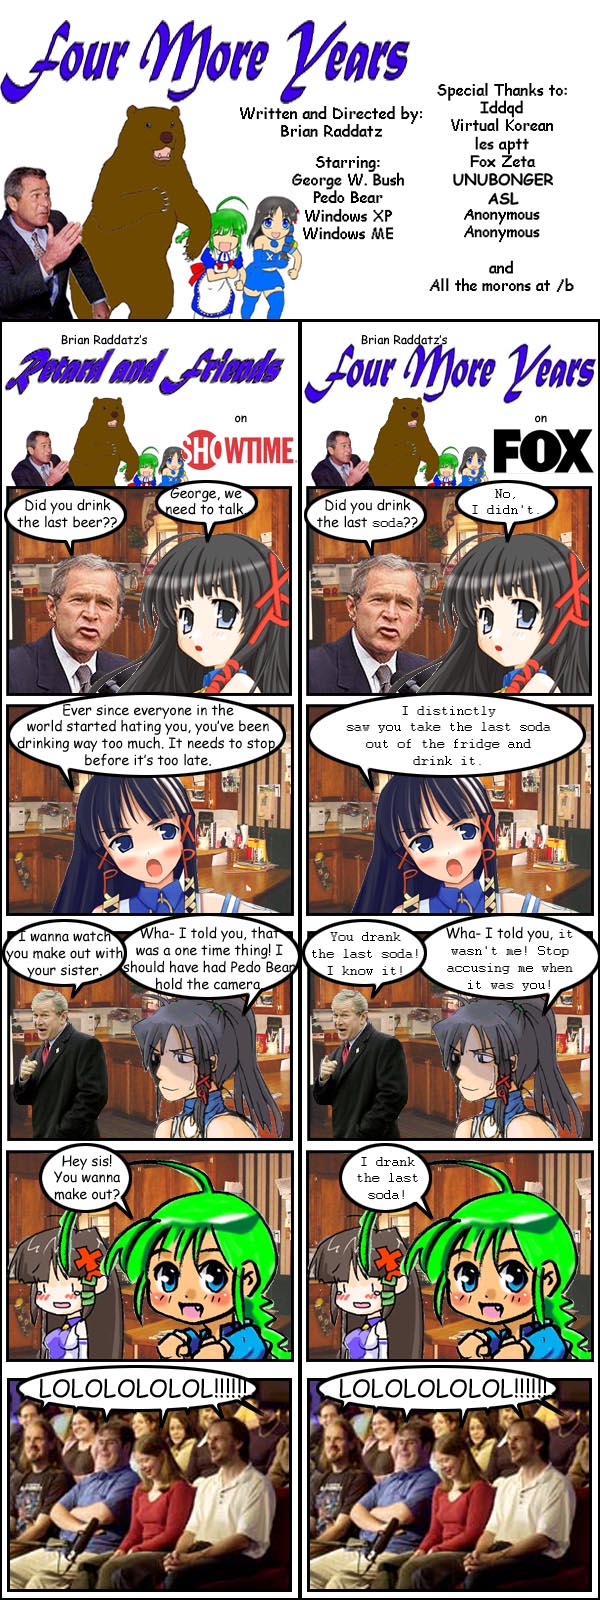 Four More Years
Written and Directed by:
Brian Raddatz
Starring:
George W. Bush
Pedo Bear
Windows XP
Windows ME
Special Thanks to:
Iddqd
Virtual Korean
les aptt
Fox Zeta
UNUBONGER
ASL
Anonymous
Anonymous
and
All the morons at /b
Brian Raddatz's
Retard and Friends
on
SHOWTIME
Did you drink
the last beer??
George, we
need to talk.
Ever since everyone in the
world started hating you, you've been
drinking way too much. It needs to stop
before it's too late.
I wanna watch
you make out with
your sister.
Wha- I told you, that
was a one time thing! I
should have had Pedo Bear
hold the camera.
Hey sis!
You wanna
make out?
LOLOLOLOLOL!!!!!!
Brian Raddatz's
Four More Years
on
FOX
Did you drink
the last soda??
No,
I didn't.
I distinctly
saw you take the last soda
out of the fridge and
drink it.
You drank
the last soda!
I know it!
Wha- I told you, it
wasn't me! Stop
accusing me when
it was you!
I drank
the last
soda!
LOLOLOLOLOL!!!!!!